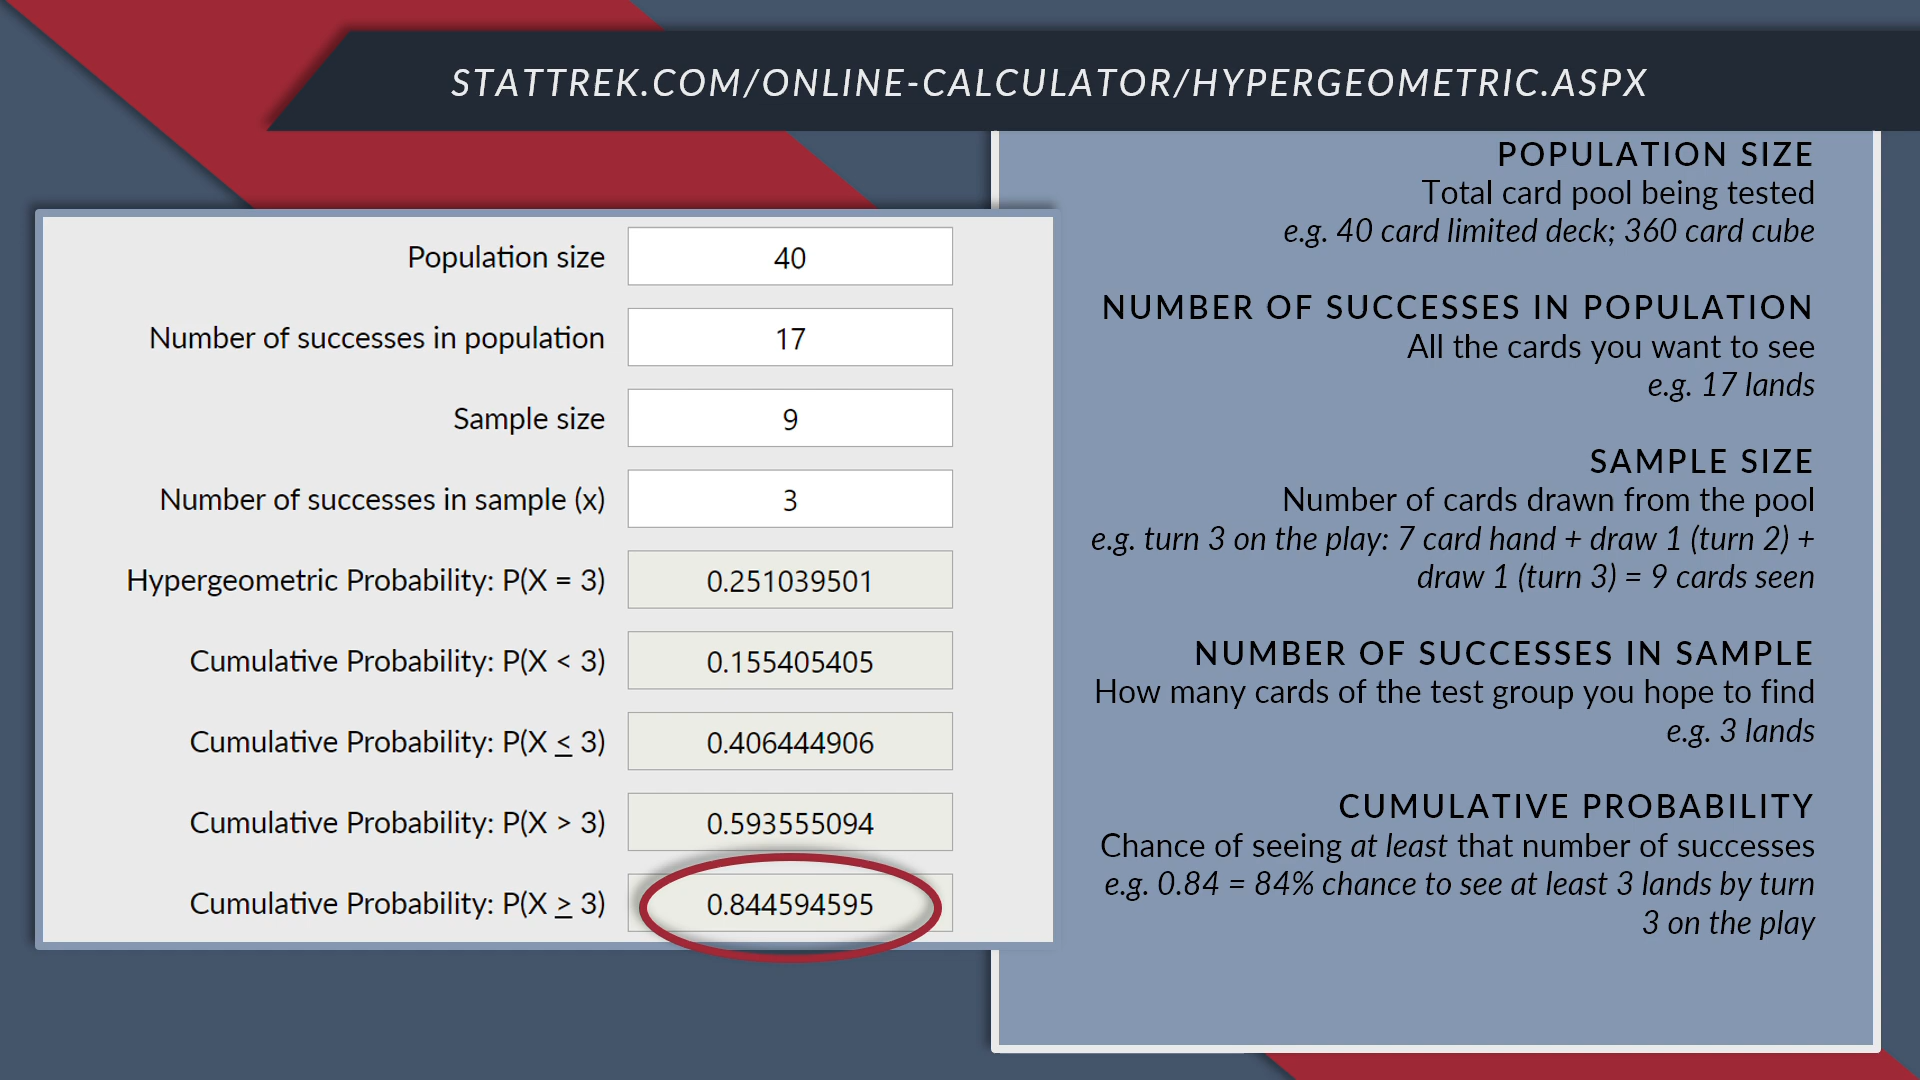 STATTREK.COM/ONLINE-CALCULATOR/HYPERGEOMETRIC.ASPX
Population size 40
Number of successes in population 17
Sample size 9
Number of successes in sample (x) 3
Hypergeometric Probability: P(X = 3) 0.251039501
Cumulative Probability: P(X < 3) 0.155405405
Cumulative Probability: P(X ≤ 3) 0.406444906
Cumulative Probability: P(X > 3) 0.593555094
Cumulative Probability: P(X ≥ 3) 0.844594595
POPULATION SIZE
Total card pool being tested
e.g. 40 card limited deck; 360 card cube
NUMBER OF SUCCESSES IN POPULATION
All the cards you want to see
e.g. 17 lands
SAMPLE SIZE
Number of cards drawn from the pool
e.g. turn 3 on the play: 7 card hand + draw 1 (turn 2) +
draw 1 (turn 3) = 9 cards seen
NUMBER OF SUCCESSES IN SAMPLE
How many cards of the test group you hope to find
e.g. 3 lands
CUMULATIVE PROBABILITY
Chance of seeing at least that number of successes
e.g. 0.84 = 84% chance to see at least 3 lands by turn
3 on the play